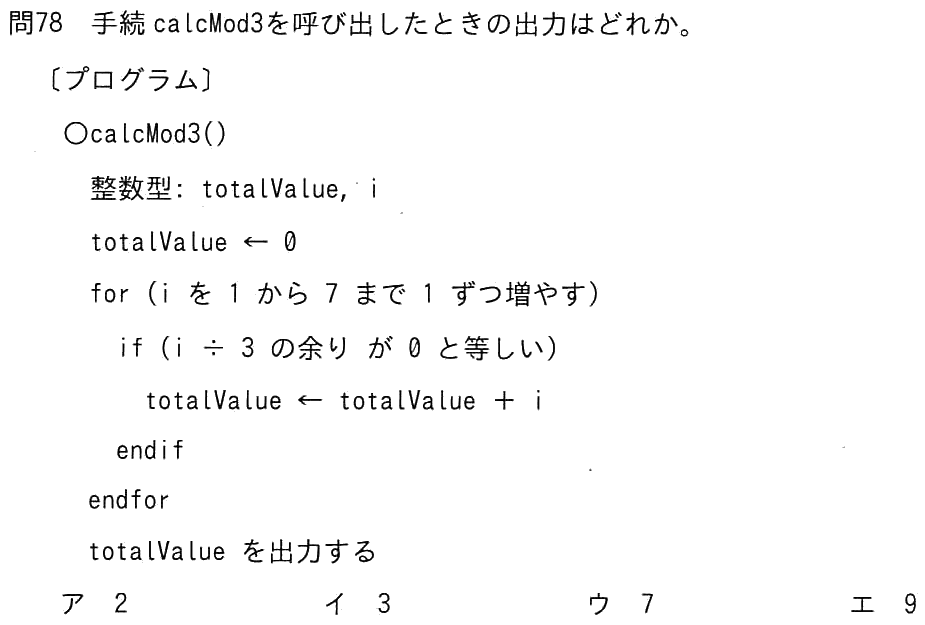 問78 手続 calcMod3を呼び出したときの出力はどれか。
〔プログラム〕
○calcMod3()
整数型: totalValue, i
totalValue ← 0
for (i を 1 から 7 まで 1 ずつ増やす)
if (i ÷ 3 の余り が 0 と等しい)
totalValue ← totalValue + i
endif
endfor
totalValue を出力する
ア 2 イ 3 ウ 7 エ 9